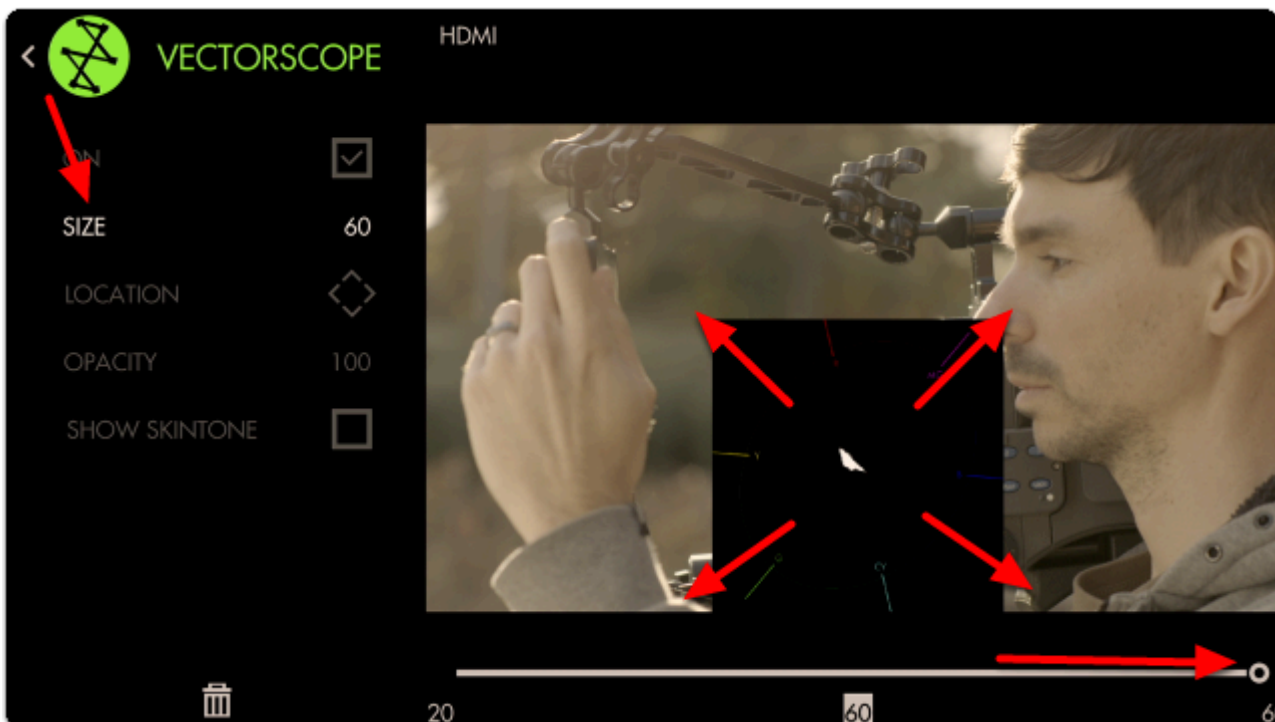 VECTORSCOPE
HDMI
ON
SIZE 60
LOCATION
OPACITY 100
SHOW SKINTONE
Y
20
60